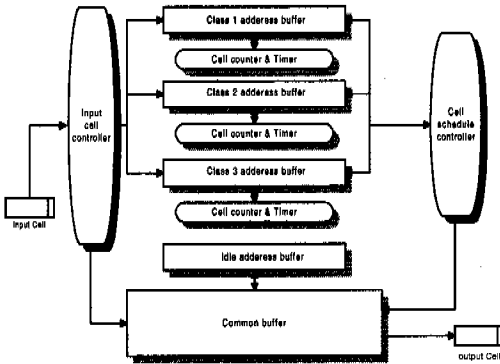 Class 1 adderess buffer
Cell counter & Timer
Input
cell
controller
Class 2 adderess buffer
Cell counter & Timer
Cell
schedule
controller
Class 3 adderess buffer
Cell counter & Timer
Input Cell
Idle adderess buffer
Common buffer
output Cell